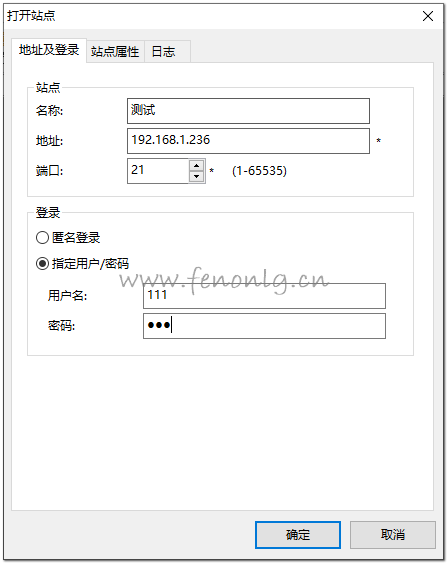 打开站点
地址及登录 站点属性 日志
站点
名称: 测试
地址: 192.168.1.236 *
端口: 21 * (1-65535)
登录
匿名登录
指定用户/密码
www.fenonlg.cn
用户名: 111
密码: ●●●
确定 取消